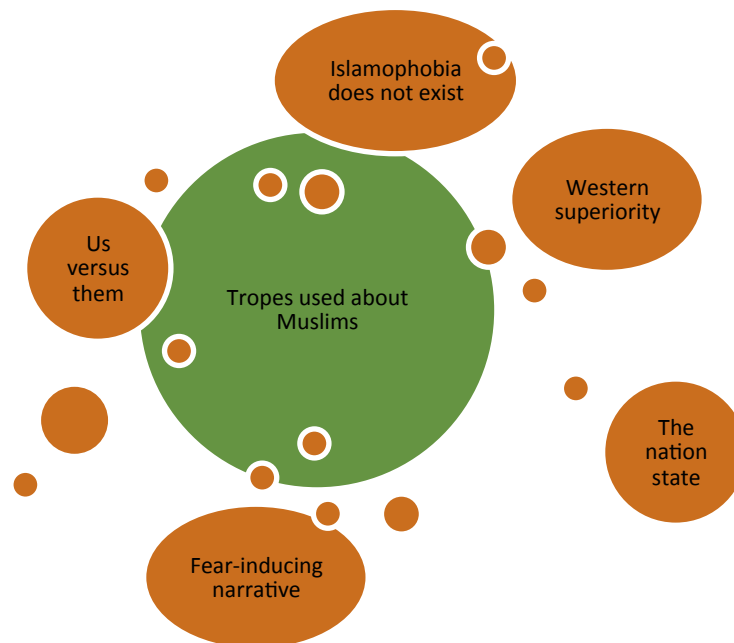 Islamophobia
does not exist
Western
superiority
Us
versus
them
Tropes used about
Muslims
The
nation
state
Fear-inducing
narrative